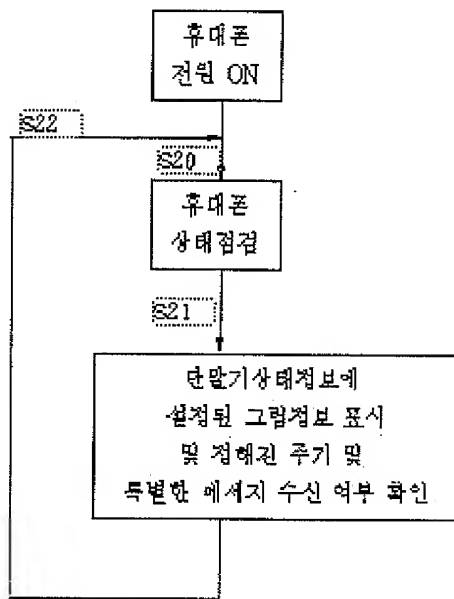 휴대폰
전원 ON
S22
S20
휴대폰
상태점검
S21
단말기상태정보에
설정된 그림정보 표시
및 정해진 주기 및
특별한 메세지 수신 여부 확인